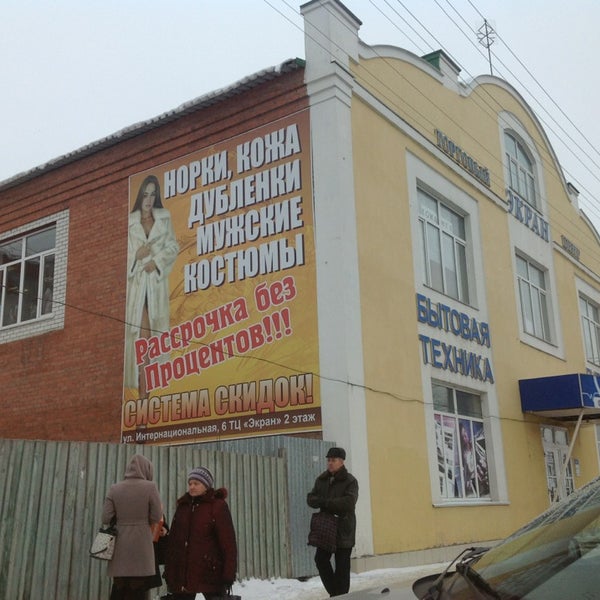 НОРКИ, КОЖА
ДУБЛЕНКИ
МУЖСКИЕ
КОСТЮМЫ
Рассрочка без
Процентов!!!
СИСТЕМА СКИДОК!
ул. Интернациональная, 6 ТЦ «Экран» 2 этаж
ТОРГОВЫЙ
ЭКРАН
БЫТОВАЯ
ТЕХНИКА